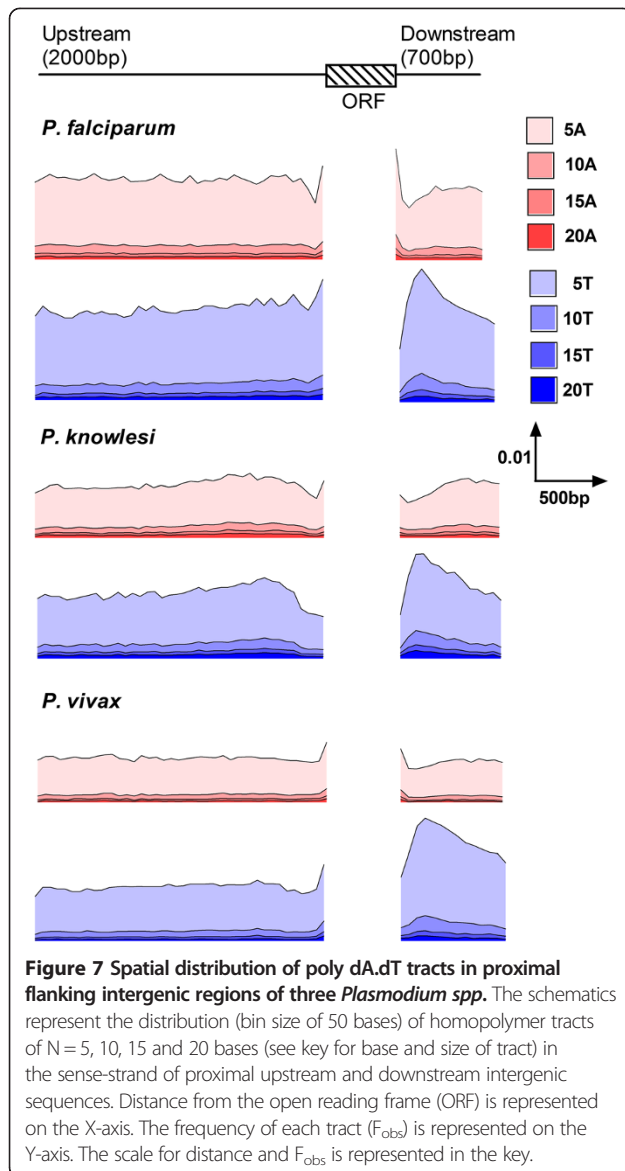 Upstream
(2000bp)
Downstream
(700bp)
ORF
P. falciparum
5A
10A
15A
20A
5T
10T
15T
20T
P. knowlesi
0.01
500bp
P. vivax
Figure 7 Spatial distribution of poly dA.dT tracts in proximal
flanking intergenic regions of three Plasmodium spp. The schematics
represent the distribution (bin size of 50 bases) of homopolymer tracts
of N = 5, 10, 15 and 20 bases (see key for base and size of tract) in
the sense-strand of proximal upstream and downstream intergenic
sequences. Distance from the open reading frame (ORF) is represented
on the X-axis. The frequency of each tract (Fobs) is represented on the
Y-axis. The scale for distance and Fobs is represented in the key.